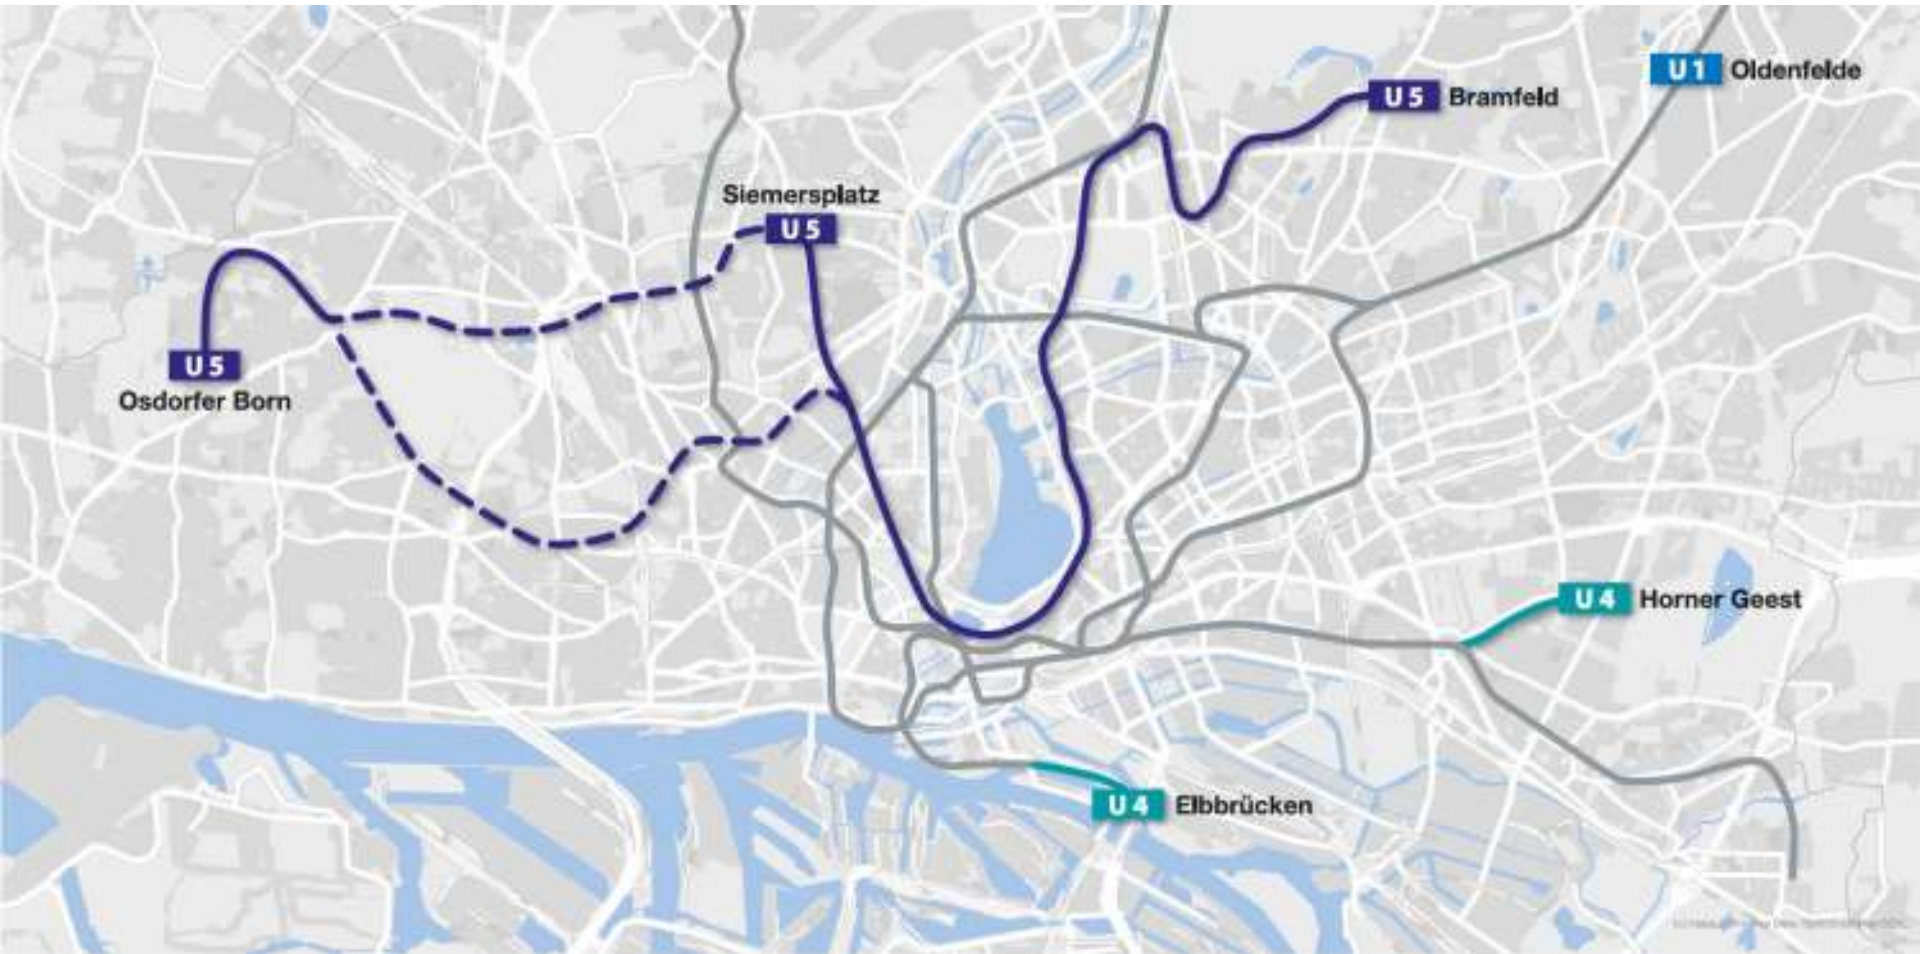 U1 Oldenfelde
U5 Bramfeld
Siemersplatz
U5
U5
Osdorfer Born
U4 Horner Geest
U4 Elbbrücken